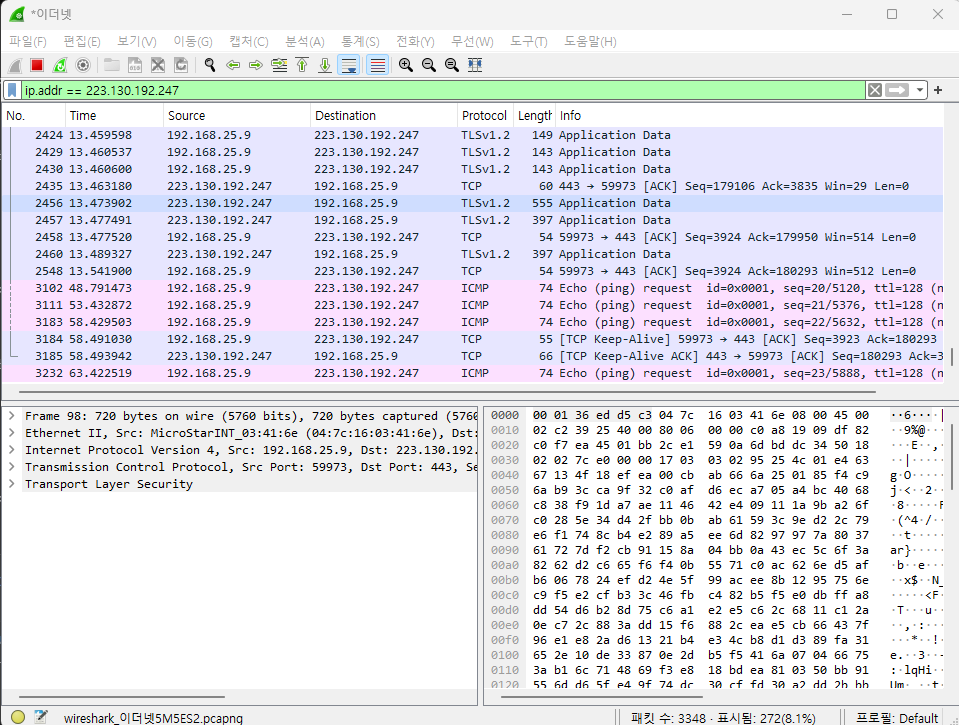 *이더넷
파일(F) 편집(E) 보기(V) 이동(G) 캡처(C) 분석(A) 통계(S) 전화(Y) 무선(W) 도구(T) 도움말(H)
ip.addr == 223.130.192.247
No. Time Source Destination Protocol Length Info
2424 13.459598 192.168.25.9 223.130.192.247 TLSv1.2 149 Application Data
2429 13.460537 192.168.25.9 223.130.192.247 TLSv1.2 143 Application Data
2430 13.460600 192.168.25.9 223.130.192.247 TLSv1.2 143 Application Data
2435 13.463180 223.130.192.247 192.168.25.9 TCP 60 443 → 59973 [ACK] Seq=179106 Ack=3835 Win=29 Len=0
2456 13.473902 223.130.192.247 192.168.25.9 TLSv1.2 555 Application Data
2457 13.477491 223.130.192.247 192.168.25.9 TLSv1.2 397 Application Data
2458 13.477520 192.168.25.9 223.130.192.247 TCP 54 59973 → 443 [ACK] Seq=3924 Ack=179950 Win=514 Len=0
2460 13.489327 223.130.192.247 192.168.25.9 TLSv1.2 397 Application Data
2548 13.541900 192.168.25.9 223.130.192.247 TCP 54 59973 → 443 [ACK] Seq=3924 Ack=180293 Win=512 Len=0
3102 48.791473 192.168.25.9 223.130.192.247 ICMP 74 Echo (ping) request id=0x0001, seq=20/5120, ttl=128 (n
3111 53.432872 192.168.25.9 223.130.192.247 ICMP 74 Echo (ping) request id=0x0001, seq=21/5376, ttl=128 (n
3183 58.429503 192.168.25.9 223.130.192.247 ICMP 74 Echo (ping) request id=0x0001, seq=22/5632, ttl=128 (n
3184 58.491030 192.168.25.9 223.130.192.247 TCP 55 [TCP Keep-Alive] 59973 → 443 [ACK] Seq=3923 Ack=180293
3185 58.493942 223.130.192.247 192.168.25.9 TCP 66 [TCP Keep-Alive ACK] 443 → 59973 [ACK] Seq=180293 Ack=3
3232 63.422519 192.168.25.9 223.130.192.247 ICMP 74 Echo (ping) request id=0x0001, seq=23/5888, ttl=128 (n
Frame 98: 720 bytes on wire (5760 bits), 720 bytes captured (5760
Ethernet II, Src: MicroStarINT_03:41:6e (04:7c:16:03:41:6e), Dst:
Internet Protocol Version 4, Src: 192.168.25.9, Dst: 223.130.192.
Transmission Control Protocol, Src Port: 59973, Dst Port: 443, Se
Transport Layer Security
0000 00 01 36 ed d5 c3 04 7c 16 03 41 6e 08 00 45 00 ··6····|
0010 02 c2 39 25 40 00 80 06 00 00 c0 a8 19 09 df 82 ··9%@···
0020 c0 f7 ea 45 01 bb 2c e1 59 0a 6d bd dc 34 50 18 ···E··,·
0030 02 02 7c e0 00 00 17 03 03 02 95 25 4c 01 e4 63 ··|·····
0040 67 13 4f 18 ef ea 00 cb ab 66 6a 25 01 85 f4 c9 g·O·····
0050 6a b9 3c ca 9f 32 c0 af d6 ec a7 05 a4 bc 40 68 j·<··2··
0060 c8 38 f9 1d a7 ae 11 46 42 e4 09 11 1a 9b a2 6f ·8·····F
0070 c0 28 5e 34 d4 2f bb 0b ab 61 59 3c 9e d2 2c 79 ·(^4·/··
0080 e6 f1 74 8c b4 e2 89 a5 ee 6d 82 97 97 7a 80 37 ··t·····
0090 61 72 7d f2 cb 91 15 8a 04 bb 0a 43 ec 5c 6f 3a ar}·····
00a0 82 62 d2 c6 65 f6 f4 0b 55 71 c0 ac 62 6e d5 af ·b··e···
00b0 b6 06 78 24 ef d2 4e 5f 99 ac ee 8b 12 95 75 6e ··x$··N_
00c0 c9 f5 e2 cf b3 3c 46 fb c4 82 b5 f5 e0 db ff a8 ·····<F·
00d0 dd 54 d6 b2 8d 75 c6 a1 e2 e5 c6 2c 68 11 c1 2a ·T···u··
00e0 0e c7 2c 88 3a dd 15 f6 88 2c ea e5 cb 66 43 7f ··,·:···
00f0 96 e1 e8 2a d6 13 21 b4 e3 4c b8 d1 d3 89 fa 31 ···*··!·
0100 65 2e 10 de 33 87 0e 2d b5 f5 41 6a 07 04 66 75 e.··3··-
0110 3a b1 6c 71 48 69 f3 e8 18 bd ea 81 03 50 bb 91 :·lqHi··
0120 55 6d d6 5f e4 9f 74 dc 30 cf fd 30 a2 dd 2b bb Um·_··t·
wireshark_이더넷5M5ES2.pcapng 패킷 수: 3348 · 표시됨: 272(8.1%) 프로필: Default